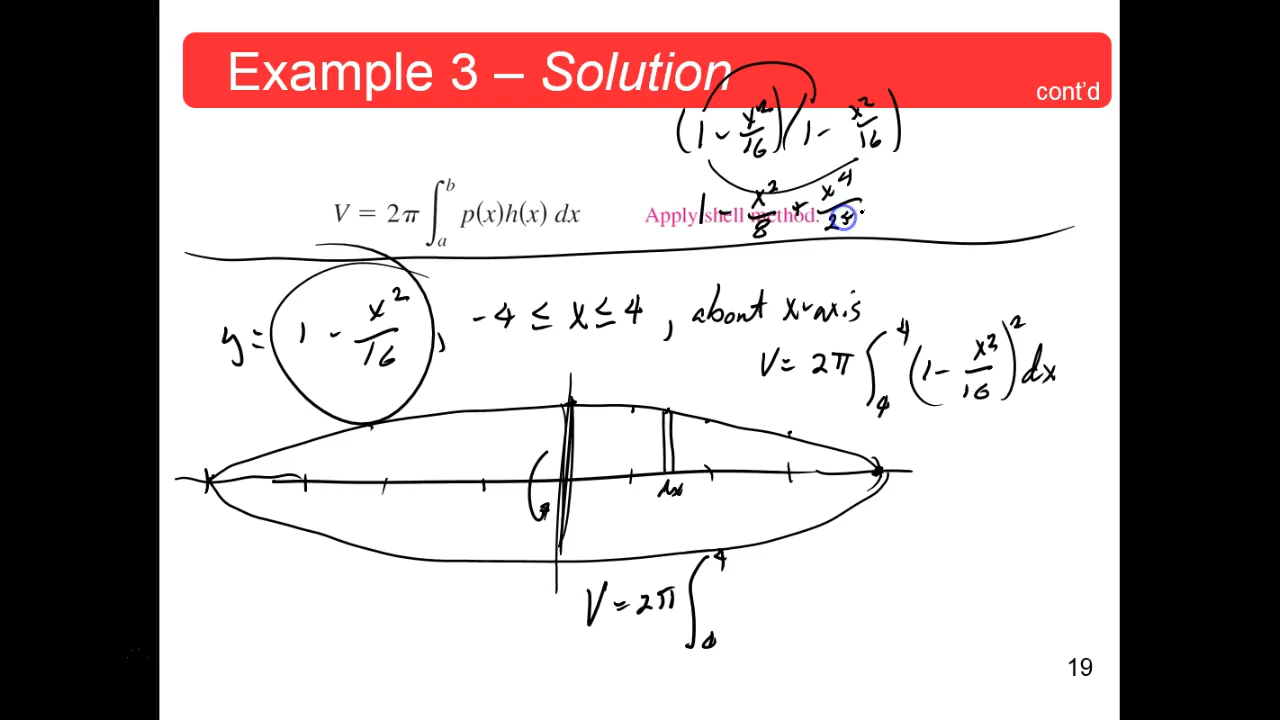 Example 3 – Solution
cont'd
(1 - x²/16)(1 - x²/16)
1 - x²/8 + x⁴/25
V = 2π ∫ₐᵇ p(x)h(x) dx
Apply shell method.
y = 1 - x²/16, -4 ≤ x ≤ 4, about x-axis
V = 2π ∫₀⁴ (1 - x²/16)² dx
dx
V = 2π ∫₀⁴
19